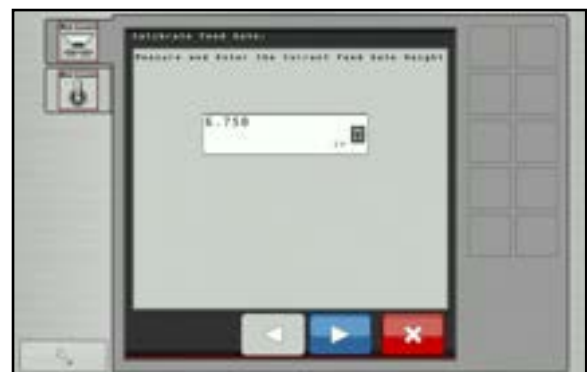 Calibrate Feed Gate:
Measure and Enter the Current Feed Gate Height
6.750
in